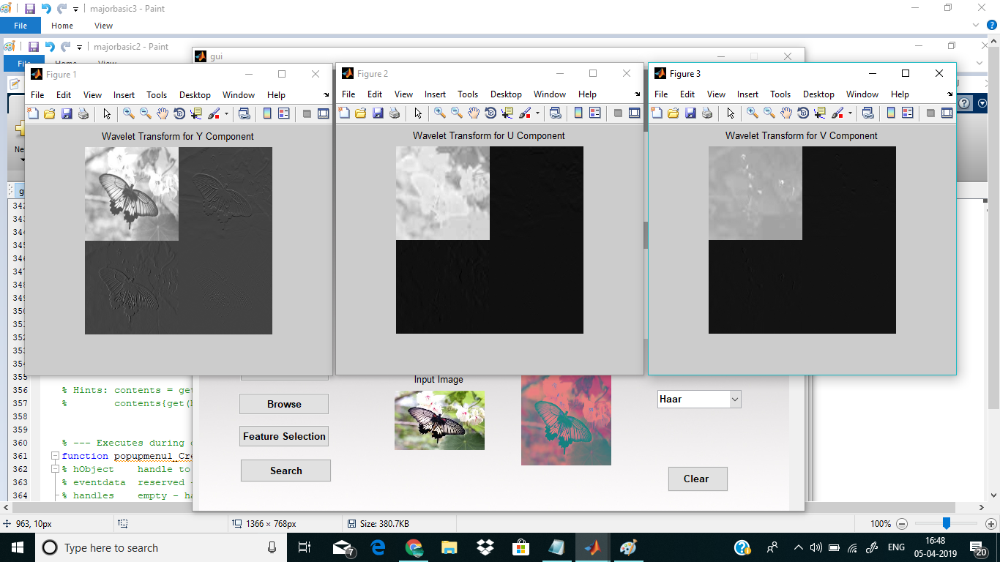 majorbasic3 - Paint
File Home View
majorbasic2 - Paint
gui
Figure 1
File Edit View Insert Tools Desktop Window Help
Wavelet Transform for Y Component
Figure 2
File Edit View Insert Tools Desktop Window Help
Wavelet Transform for U Component
Figure 3
File Edit View Insert Tools Desktop Window Help
Wavelet Transform for V Component
342
343
344
345
346
347
348
349
350
351
352
353
354
355
356 % Hints: contents = get
357 % contents{get(
358
359
360 % --- Executes during
361 function popupmenu1_Cre
362 % hObject handle to
363 % eventdata reserved -
364 % handles empty - ha
Input Image
Browse
Feature Selection
Search
Haar
Clear
963, 10px
1366 × 768px
Size: 380.7KB
100%
Type here to search
7
ENG
16:48
05-04-2019
20